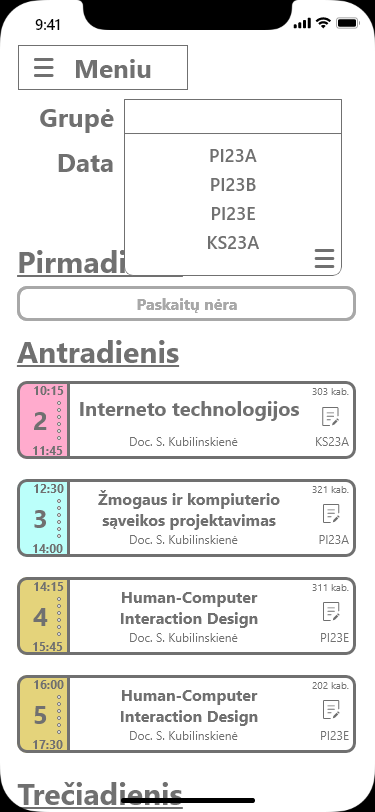 9:41
☰ Meniu
Grupė
Data
PI23A
PI23B
PI23E
KS23A
Pirmadi
Paskaitų nėra
Antradienis
10:15
2
11:45
Interneto technologijos
Doc. S. Kubilinskienė
303 kab.
KS23A
12:30
3
14:00
Žmogaus ir kompiuterio
sąveikos projektavimas
Doc. S. Kubilinskienė
321 kab.
PI23A
14:15
4
15:45
Human-Computer
Interaction Design
Doc. S. Kubilinskienė
311 kab.
PI23E
16:00
5
17:30
Human-Computer
Interaction Design
Doc. S. Kubilinskienė
202 kab.
PI23E
Trečiadienis